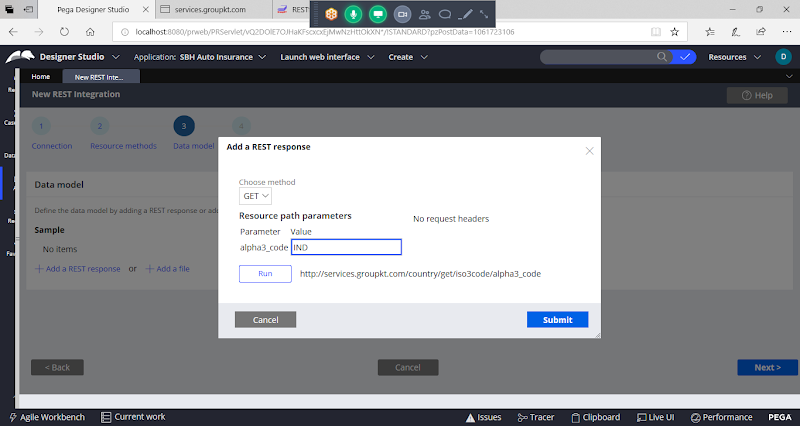 Pega Designer Studio
services.groupkt.com
REST
localhost:8080/prweb/PRServlet/
Designer Studio
Application: SBH Auto Insurance
Launch web interface
Create
Resources
D
Home
New REST Inte...
New REST Integration
Help
1
2
3
4
Connection
Resource methods
Data model
Data model
Define the data model by adding a REST response or
Sample
No items
Add a REST response or Add a file
Add a REST response
Choose method
GET
Resource path parameters
No request headers
Parameter Value
alpha3_code IND
Run http://services.groupkt.com/country/get/iso3code/alpha3_code
Cancel
Submit
< Back
Cancel
Next >
Agile Workbench
Current work
Issues
Tracer
Clipboard
Live UI
Performance
PEGA